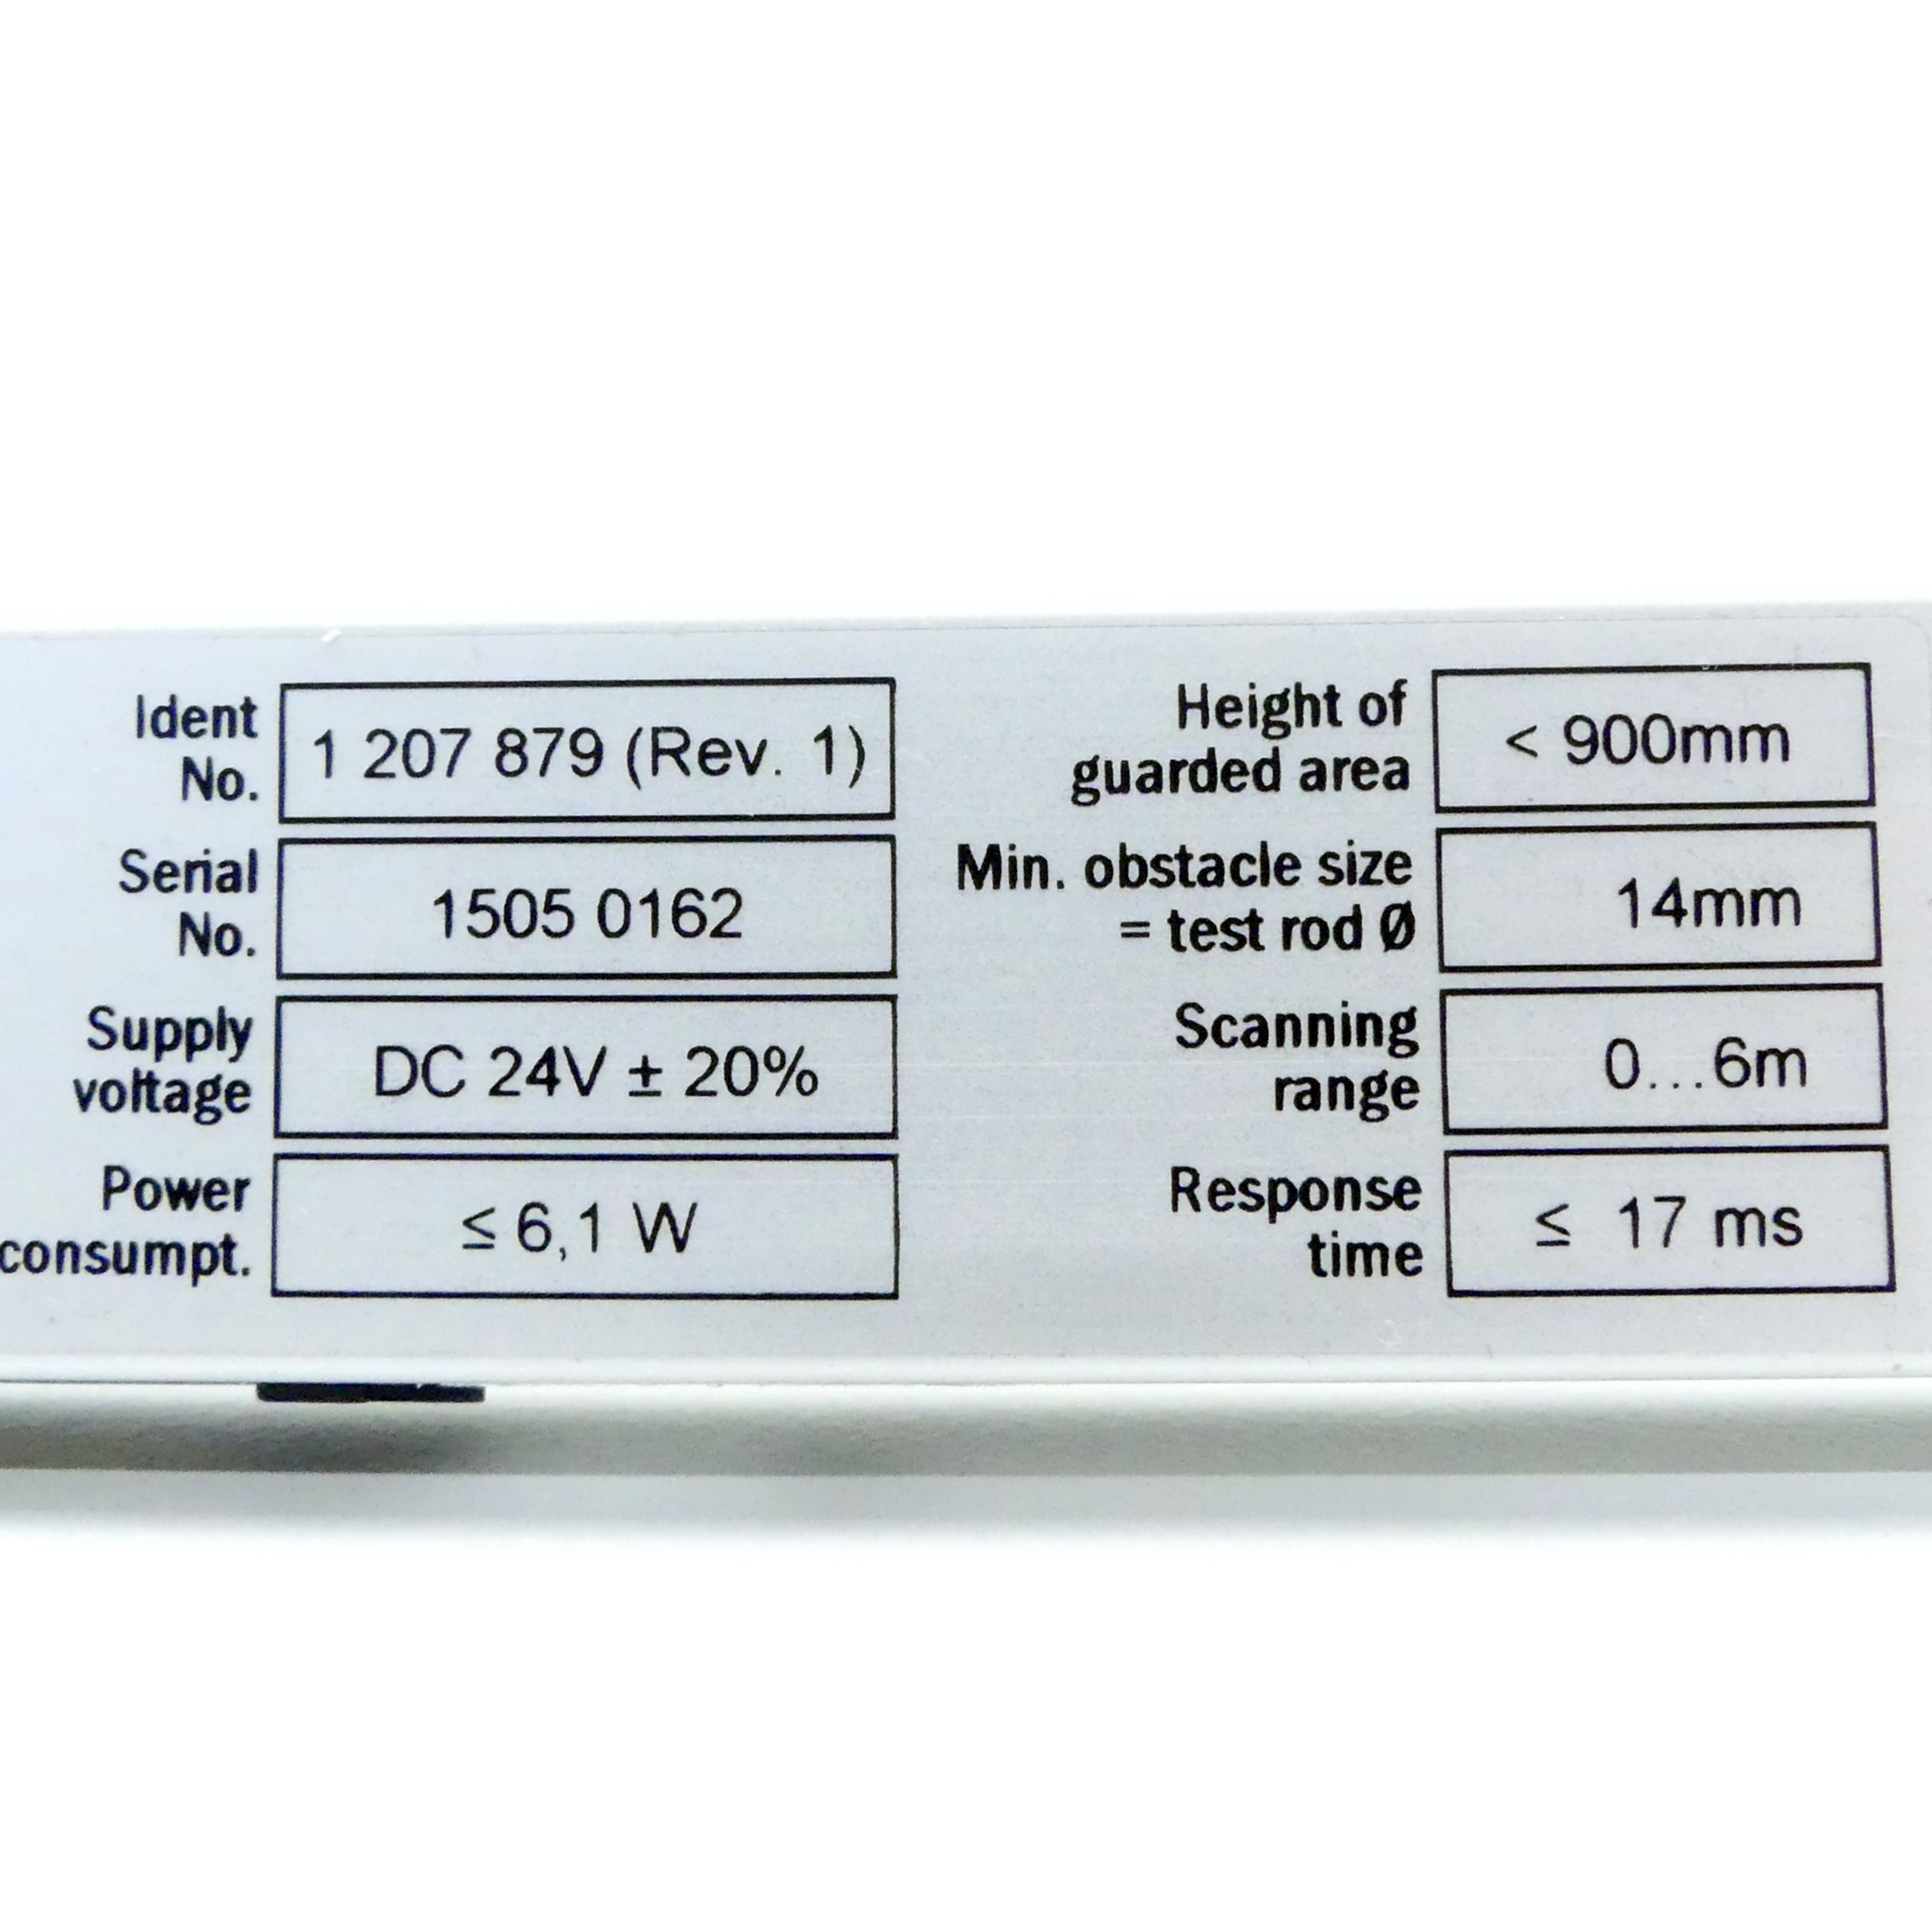 Ident
No.
1 207 879 (Rev. 1)
Serial
No.
1505 0162
Supply
voltage
DC 24V ± 20%
Power
consumpt.
≤ 6,1 W
Height of
guarded area
< 900mm
Min. obstacle size
= test rod Ø
14mm
Scanning
range
0...6m
Response
time
≤ 17 ms